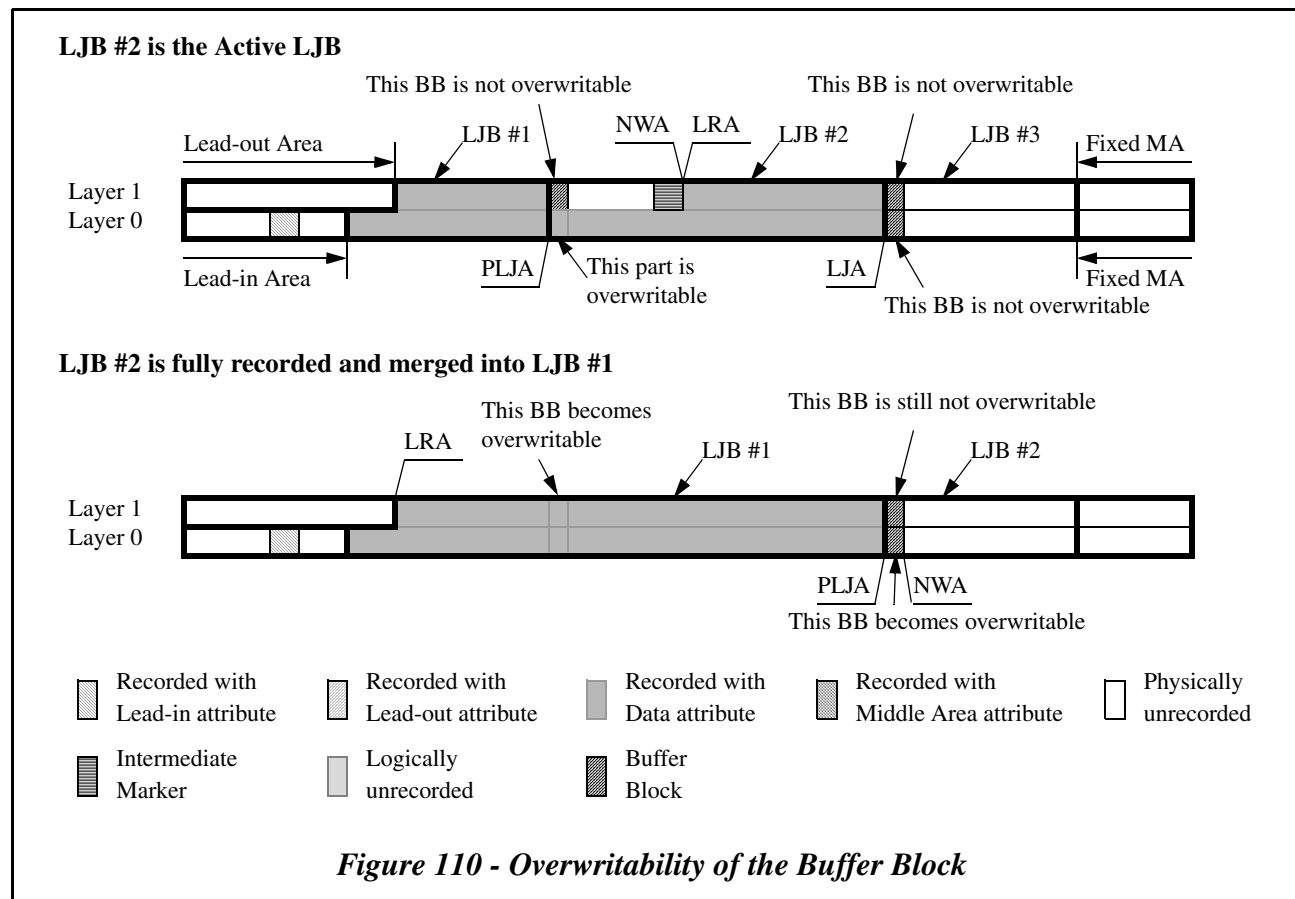 LJB #2 is the Active LJB
This BB is not overwritable
This BB is not overwritable
Lead-out Area
LJB #1
NWA
LRA
LJB #2
LJB #3
Fixed MA
Layer 1
Layer 0
Lead-in Area
PLJA
This part is
overwritable
LJA
Fixed MA
This BB is not overwritable
LJB #2 is fully recorded and merged into LJB #1
This BB becomes
overwritable
This BB is still not overwritable
LRA
LJB #1
LJB #2
Layer 1
Layer 0
PLJA
NWA
This BB becomes overwritable
Recorded with
Lead-in attribute
Recorded with
Lead-out attribute
Recorded with
Data attribute
Recorded with
Middle Area attribute
Physically
unrecorded
Intermediate
Marker
Logically
unrecorded
Buffer
Block
Figure 110 - Overwritability of the Buffer Block